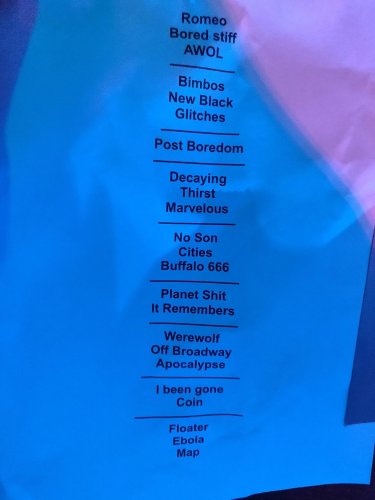 Romeo
Bored stiff
AWOL
Bimbos
New Black
Glitches
Post Boredom
Decaying
Thirst
Marvelous
No Son
Cities
Buffalo 666
Planet Shit
It Remembers
Werewolf
Off Broadway
Apocalypse
I been gone
Coin
Floater
Ebola
Map